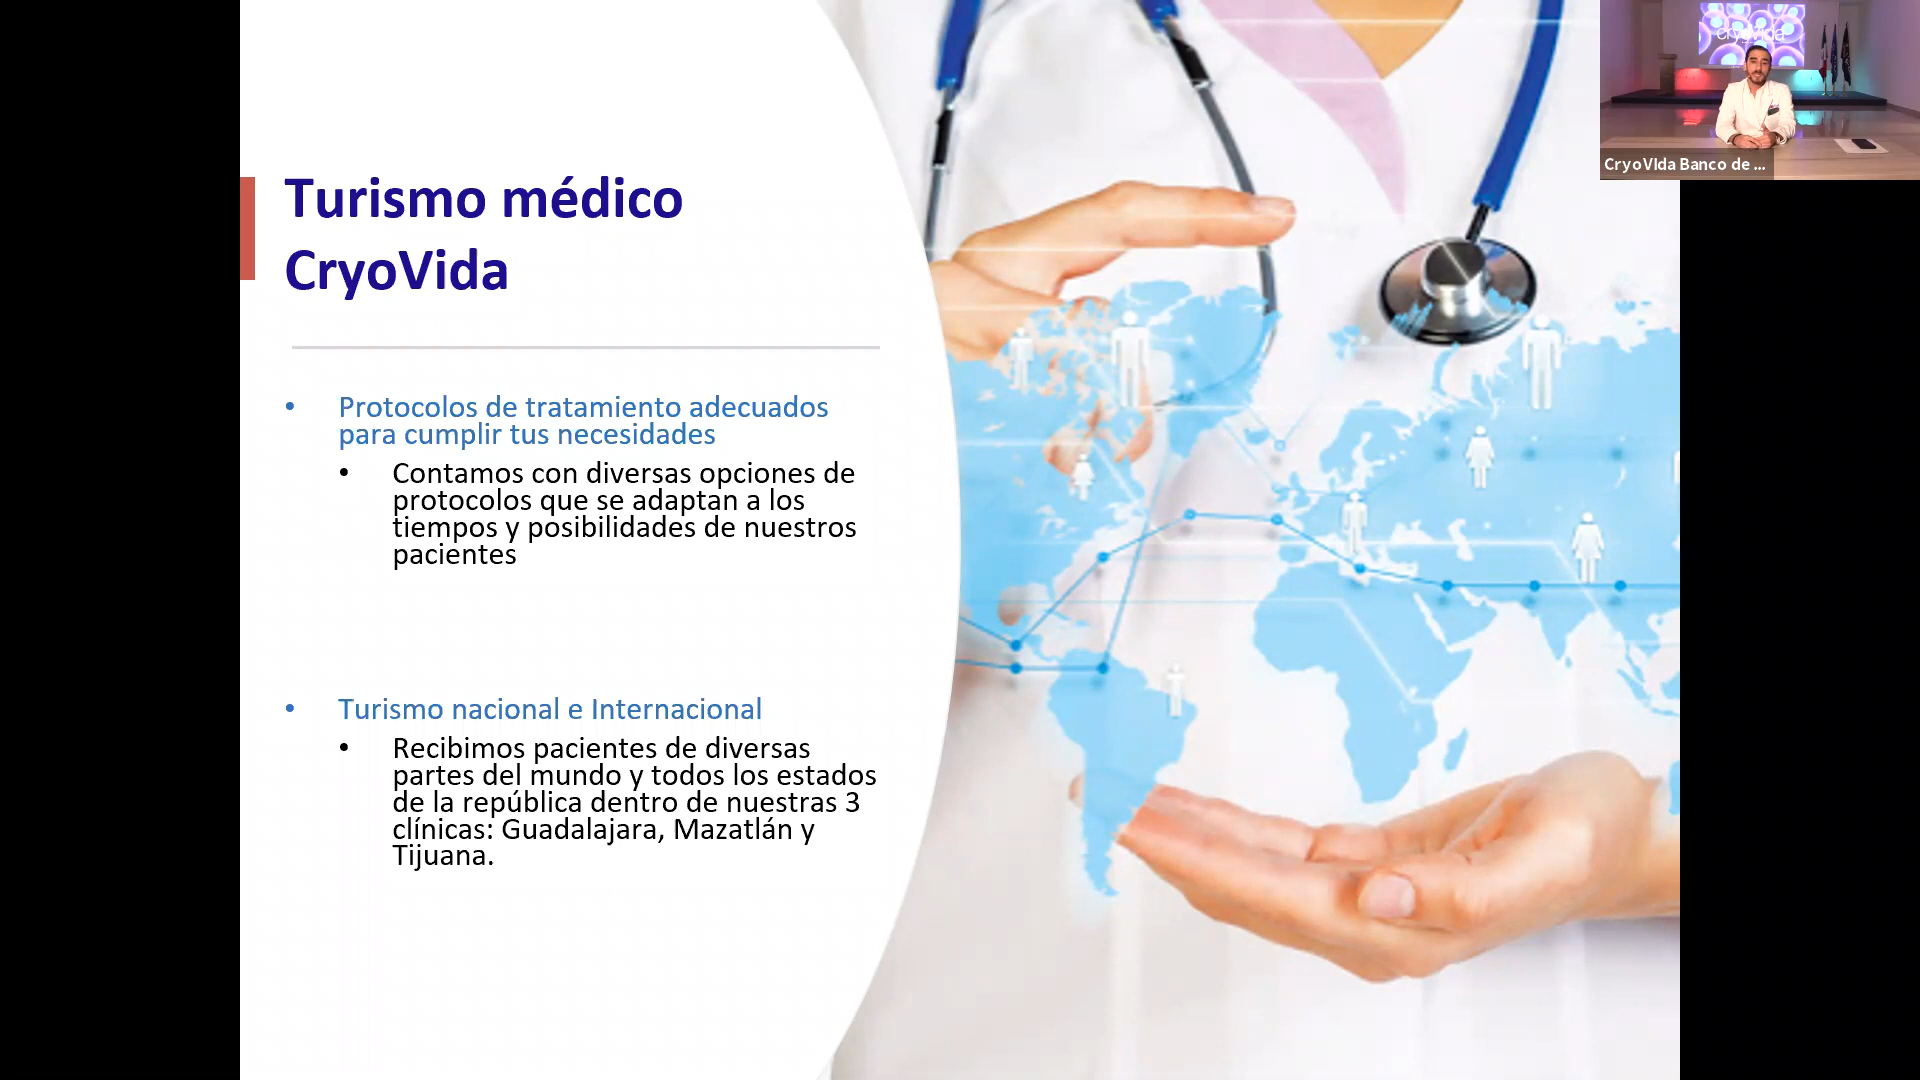 Turismo médico
CryoVida
• Protocolos de tratamiento adecuados
para cumplir tus necesidades
• Contamos con diversas opciones de
protocolos que se adaptan a los
tiempos y posibilidades de nuestros
pacientes
• Turismo nacional e Internacional
• Recibimos pacientes de diversas
partes del mundo y todos los estados
de la república dentro de nuestras 3
clínicas: Guadalajara, Mazatlán y
Tijuana.
cryoVida
CryoVIda Banco de ...